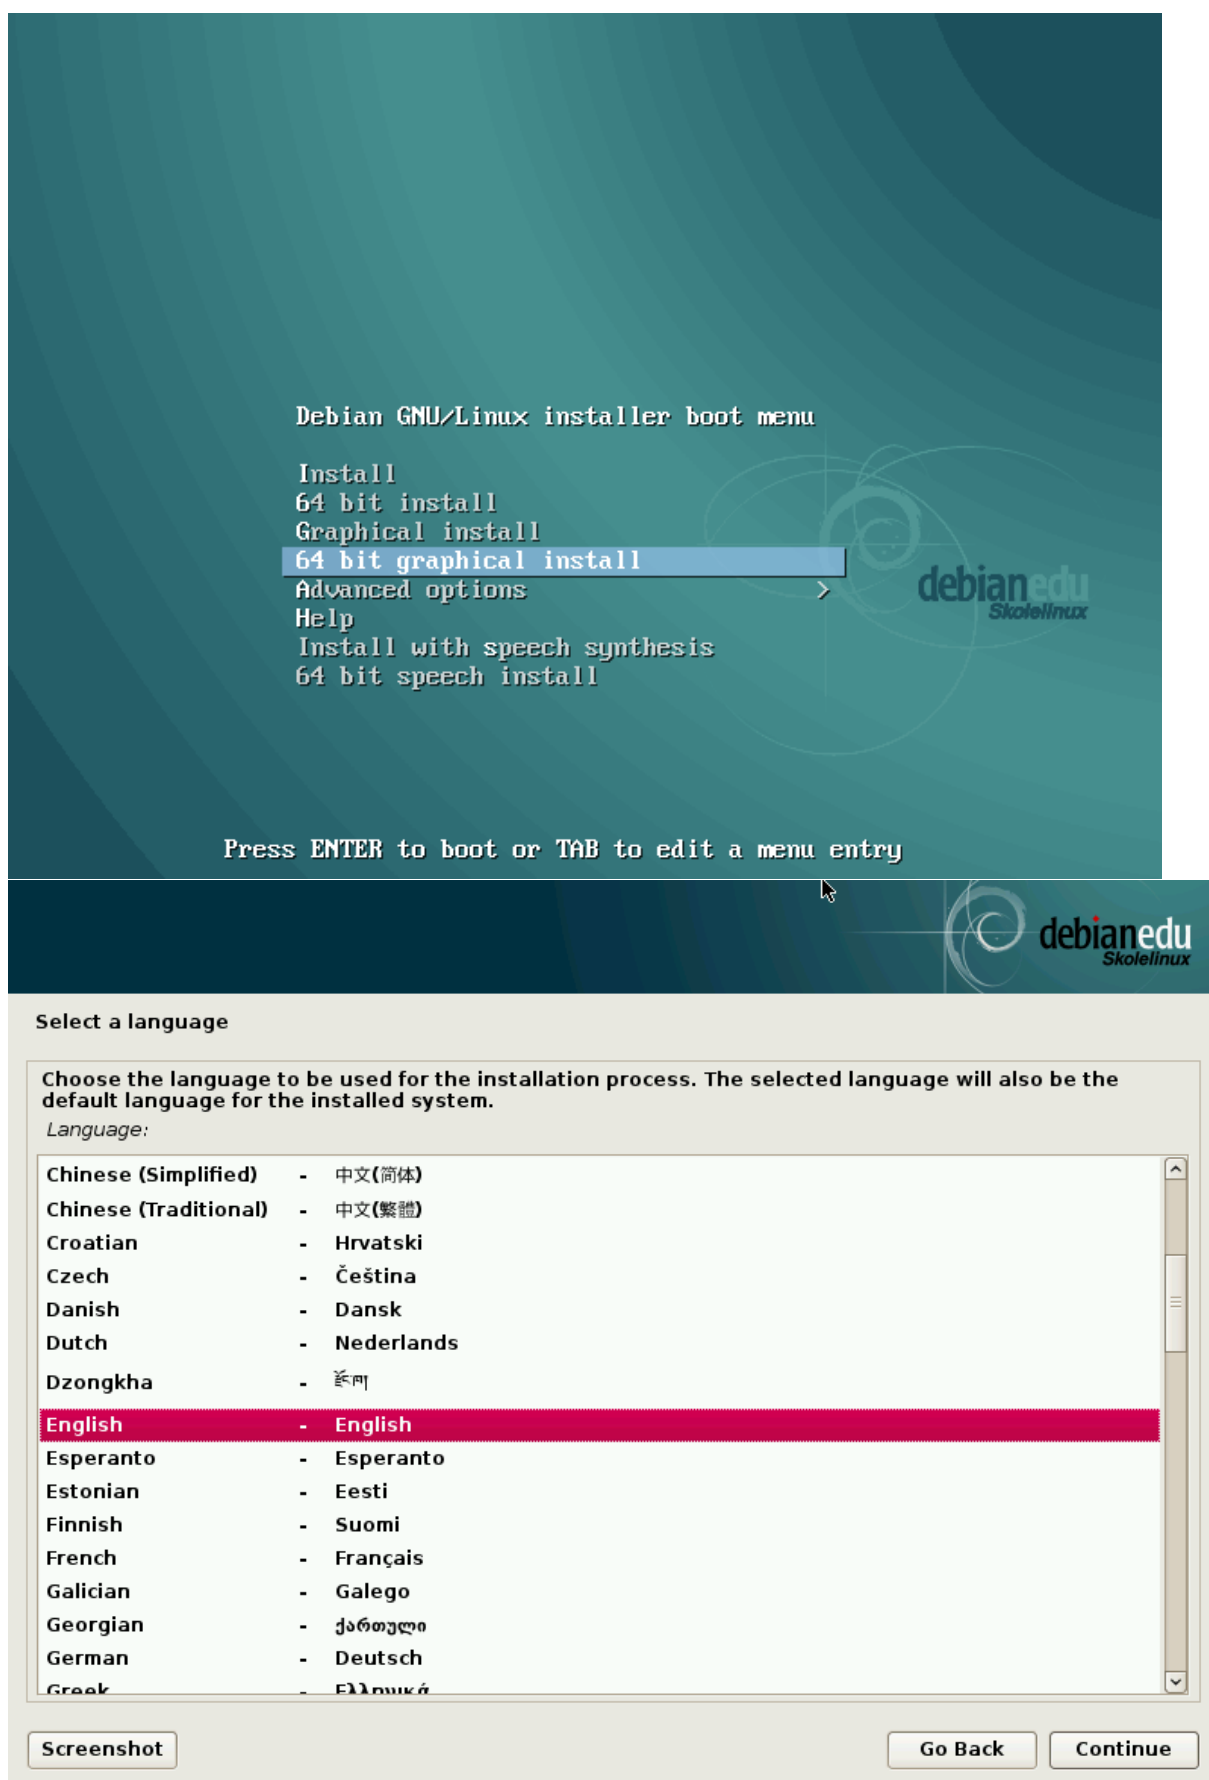 Debian GNU/Linux installer boot menu
Install
64 bit install
Graphical install
64 bit graphical install
Advanced options >
Help
Install with speech synthesis
64 bit speech install
debianedu
Skolelinux
Press ENTER to boot or TAB to edit a menu entry
debianedu
Skolelinux
Select a language
Choose the language to be used for the installation process. The selected language will also be the
default language for the installed system.
Language:
Chinese (Simplified) - 中文(简体)
Chinese (Traditional) - 中文(繁體)
Croatian - Hrvatski
Czech - Čeština
Danish - Dansk
Dutch - Nederlands
Dzongkha - རྫོང་ཁ།
English - English
Esperanto - Esperanto
Estonian - Eesti
Finnish - Suomi
French - Français
Galician - Galego
Georgian - ქართული
German - Deutsch
Greek - Ελληνικά
Screenshot Go Back Continue